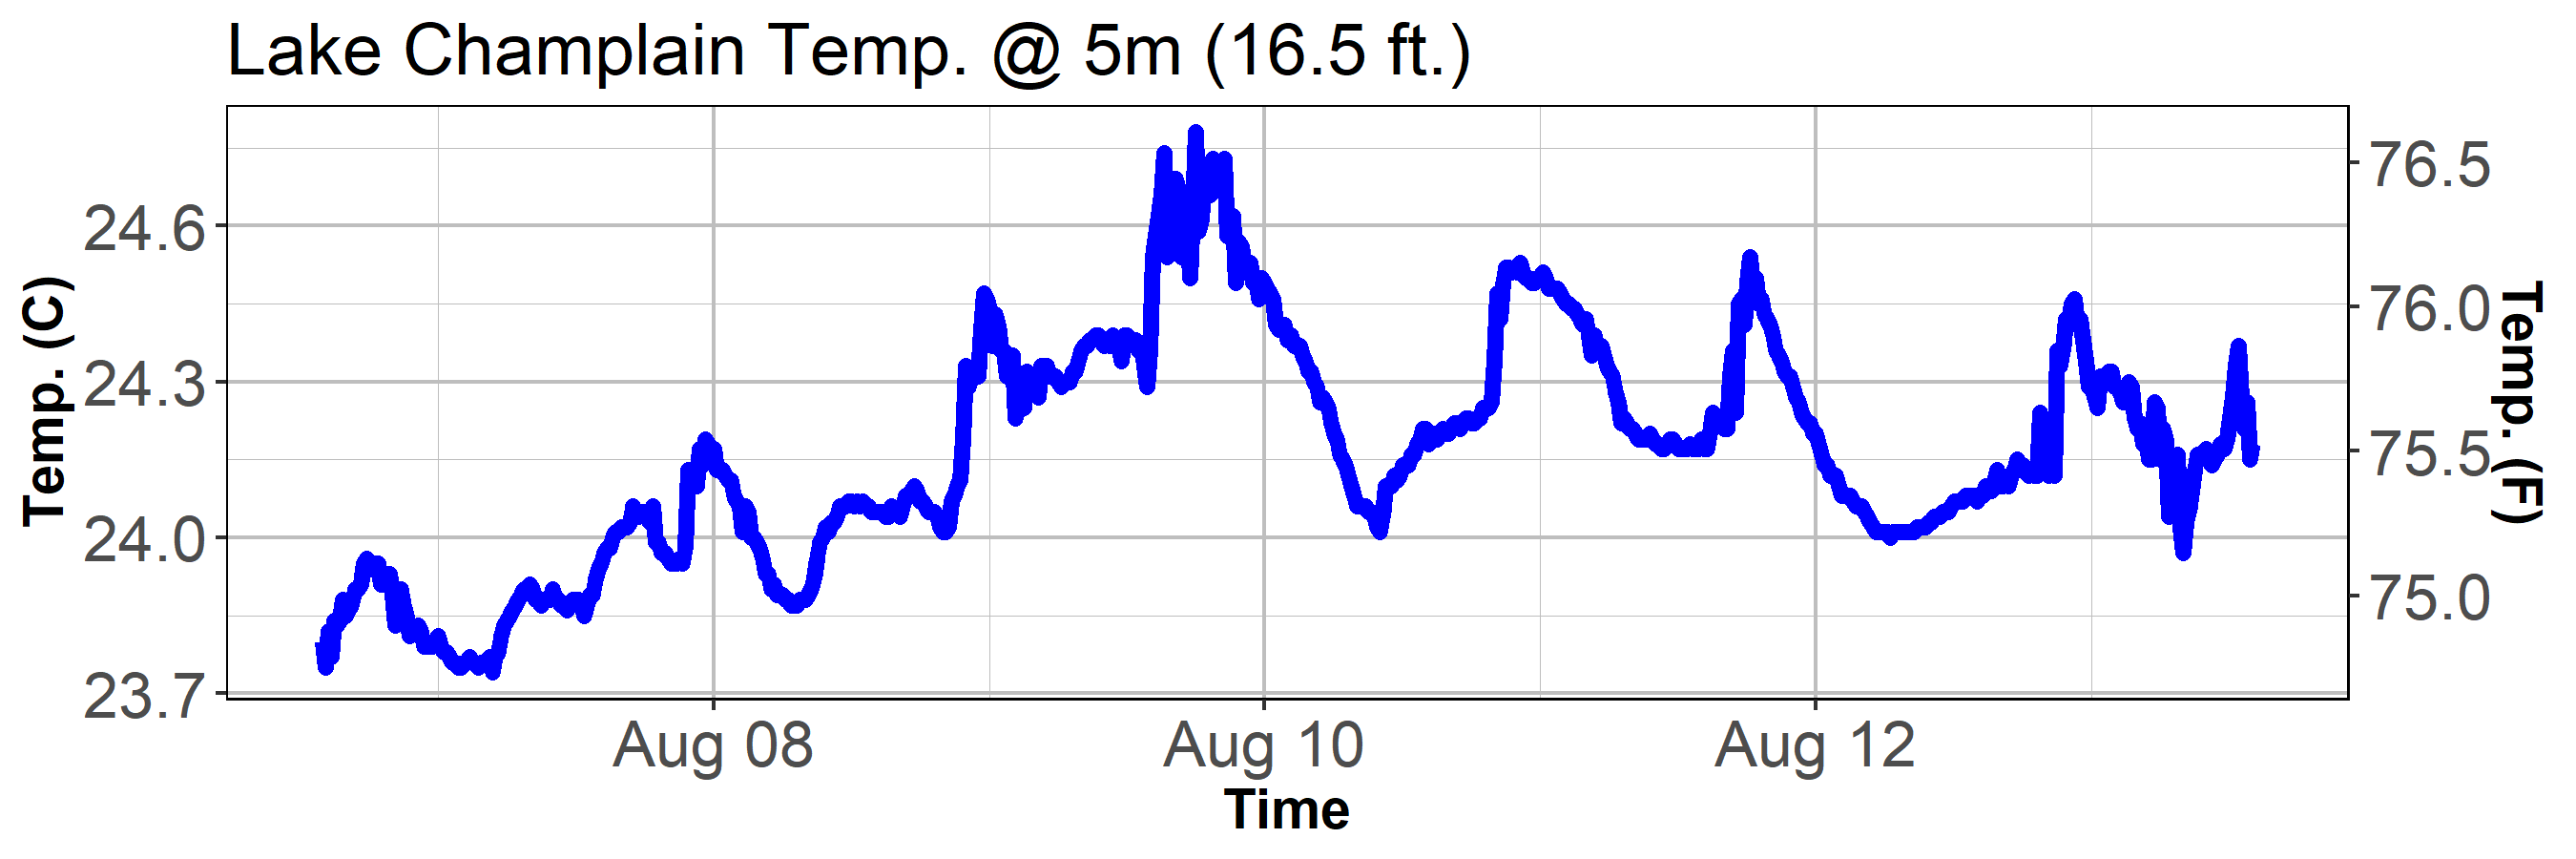 Lake Champlain Temp. @ 5m (16.5 ft.)
Temp. (C)
24.6
24.3
24.0
23.7
76.5
76.0
75.5
75.0
Temp. (F)
Aug 08 Aug 10 Aug 12
Time